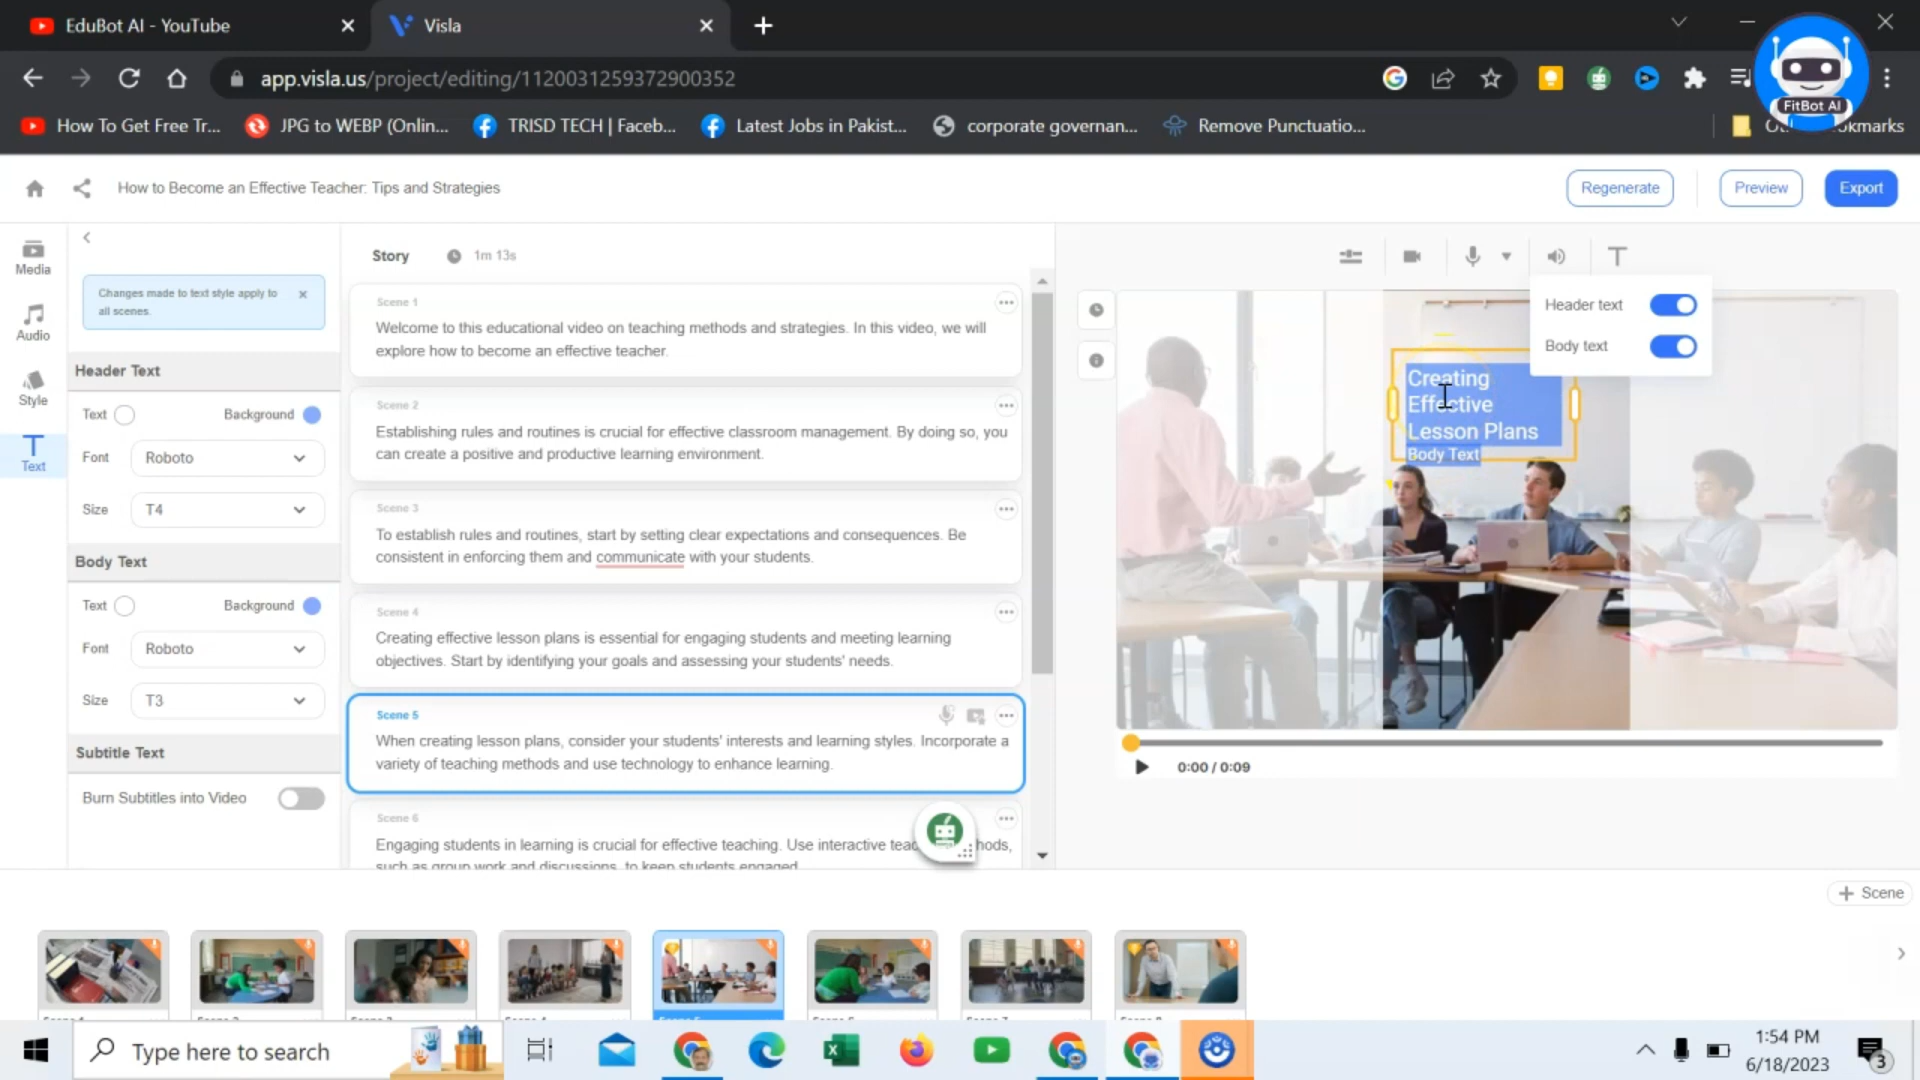 EduBot AI - YouTube
Visla
app.visla.us/project/editing/1120031259372900352
FitBot AI
How To Get Free Tr...
JPG to WEBP (Onlin...
TRISD TECH | Faceb...
Latest Jobs in Pakist...
corporate governan...
Remove Punctuatio...
How to Become an Effective Teacher: Tips and Strategies
Regenerate
Preview
Export
Media
Audio
Style
Text
Changes made to text style apply to
all scenes.
Header Text
Text
Background
Font
Roboto
Size
T4
Body Text
Text
Background
Font
Roboto
Size
T3
Subtitle Text
Burn Subtitles into Video
Story
1m 13s
Scene 1
Welcome to this educational video on teaching methods and strategies. In this video, we will
explore how to become an effective teacher.
Scene 2
Establishing rules and routines is crucial for effective classroom management. By doing so, you
can create a positive and productive learning environment.
Scene 3
To establish rules and routines, start by setting clear expectations and consequences. Be
consistent in enforcing them and communicate with your students.
Scene 4
Creating effective lesson plans is essential for engaging students and meeting learning
objectives. Start by identifying your goals and assessing your students' needs.
Scene 5
When creating lesson plans, consider your students' interests and learning styles. Incorporate a
variety of teaching methods and use technology to enhance learning.
Scene 6
Engaging students in learning is crucial for effective teaching. Use interactive
such as group work and discussions, to keep students engaged.
Header text
Body text
Creating
Effective
Lesson Plans
Body Text
0:00 / 0:09
Scene
Type here to search
1:54 PM
6/18/2023
3